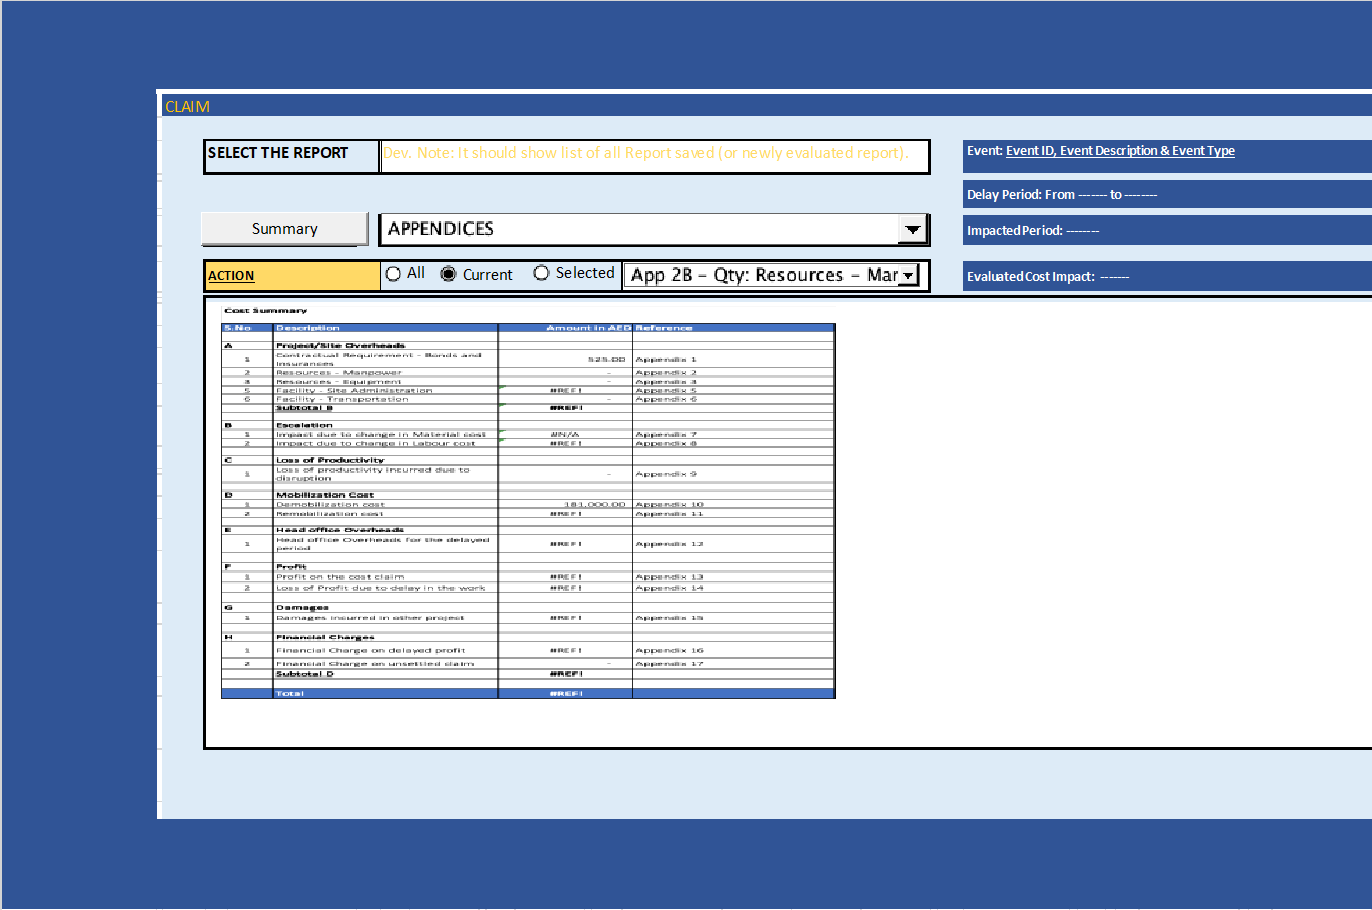 CLAIM
SELECT THE REPORT Dev. Note: It should show list of all Report saved (or newly evaluated report).
Event: Event ID, Event Description & Event Type
Delay Period: From ------- to --------
Summary APPENDICES
Impacted Period: --------
ACTION All Current Selected App 2B – Qty: Resources – Mar
Evaluated Cost Impact: -------
Cost Summary
S.No Description Amount in AED Reference
A Project/Site Overheads
1 Contractual Requirement - Bonds and Insurances 525.00 Appendix 1
2 Resources - Manpower - Appendix 2
3 Resources - Equipment - Appendix 3
5 Facility - Site Administration #REF! Appendix 5
6 Facility - Transportation - Appendix 6
Subtotal B #REF!
B Escalation
1 Impact due to change in Material cost #N/A Appendix 7
2 Impact due to change in Labour cost #REF! Appendix 8
C Loss of Productivity
1 Loss of productivity incurred due to disruption - Appendix 9
D Mobilization Cost
1 Demobilization cost 181,000.00 Appendix 10
2 Remobilization cost #REF! Appendix 11
E Head office Overheads
1 Head office Overheads for the delayed period #REF! Appendix 12
F Profit
1 Profit on the cost claim #REF! Appendix 13
2 Loss of Profit due to delay in the work #REF! Appendix 14
G Damages
1 Damages incurred in other project #REF! Appendix 15
H Financial Charges
1 Financial Charge on delayed profit #REF! Appendix 16
2 Financial Charge on unsettled claim - Appendix 17
Subtotal D #REF!
Total #REF!